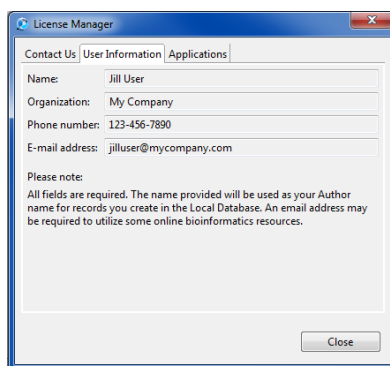 License Manager
Contact Us User Information Applications
Name: Jill User
Organization: My Company
Phone number: 123-456-7890
E-mail address: jilluser@mycompany.com
Please note:
All fields are required. The name provided will be used as your Author
name for records you create in the Local Database. An email address may
be required to utilize some online bioinformatics resources.
Close